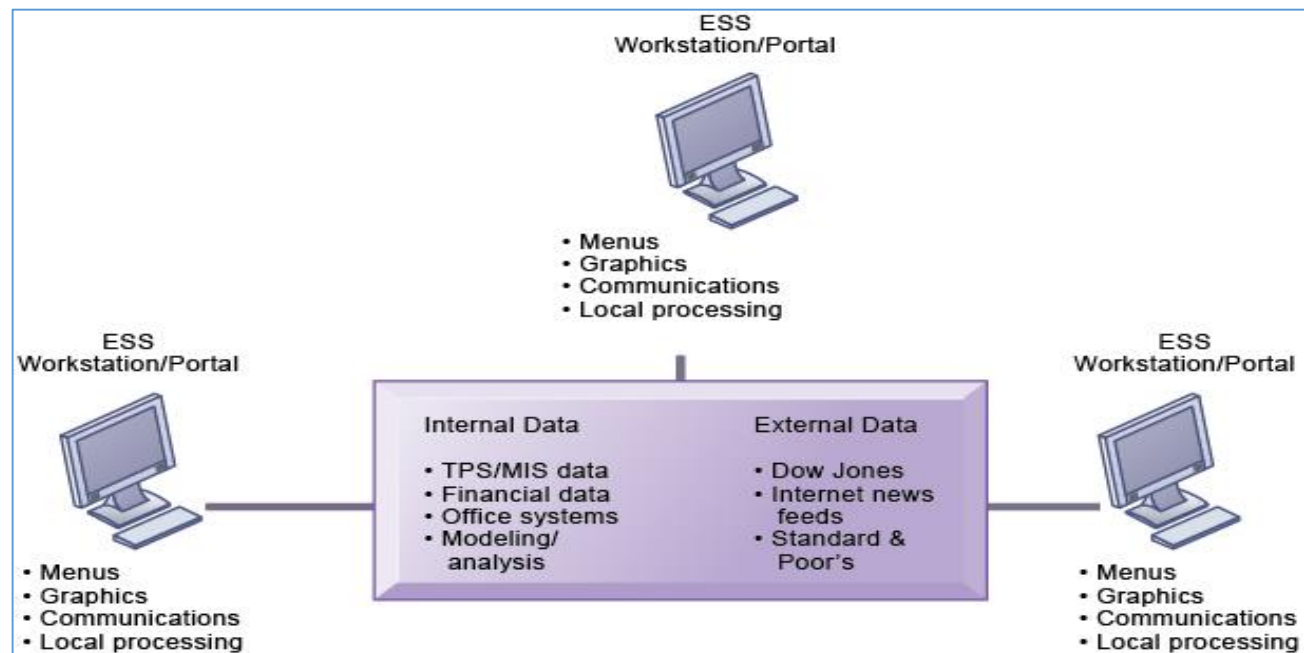 ESS
Workstation/Portal
• Menus
• Graphics
• Communications
• Local processing
ESS
Workstation/Portal
• Menus
• Graphics
• Communications
• Local processing
Internal Data
• TPS/MIS data
• Financial data
• Office systems
• Modeling/
analysis
External Data
• Dow Jones
• Internet news
feeds
• Standard &
Poor's
ESS
Workstation/Portal
• Menus
• Graphics
• Communications
• Local processing